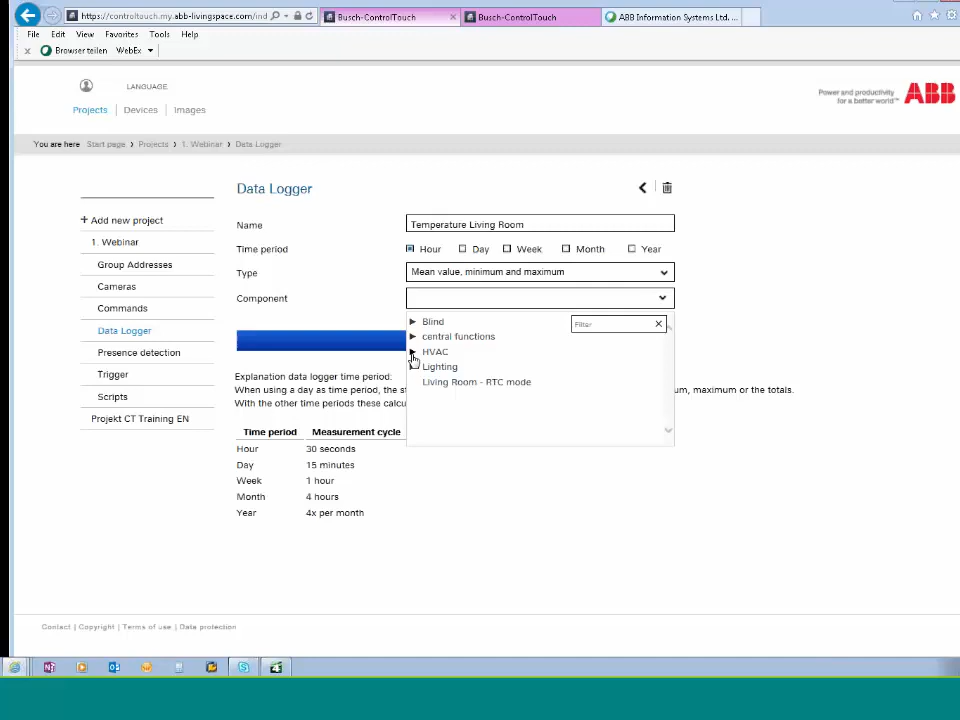 https://controltouch.my.abb-livingspace.com/ind
Busch-ControlTouch
Busch-ControlTouch
ABB Information Systems Ltd, ...
File Edit View Favorites Tools Help
x Browser teilen WebEx
LANGUAGE
Projects Devices Images
Power and productivity
for a better world™
ABB
You are here Start page Projects 1. Webinar Data Logger
Data Logger
+ Add new project
1. Webinar
Group Addresses
Cameras
Commands
Data Logger
Presence detection
Trigger
Scripts
Projekt CT Training EN
Name Temperature Living Room
Time period Hour Day Week Month Year
Type Mean value, minimum and maximum
Component
Filter
Blind
central functions
HVAC
Lighting
Living Room - RTC mode
Explanation data logger time period:
When using a day as time period, the st um, maximum or the totals.
With the other time periods these calcu
Time period Measurement cycle
Hour 30 seconds
Day 15 minutes
Week 1 hour
Month 4 hours
Year 4x per month
Contact | Copyright | Terms of use | Data protection